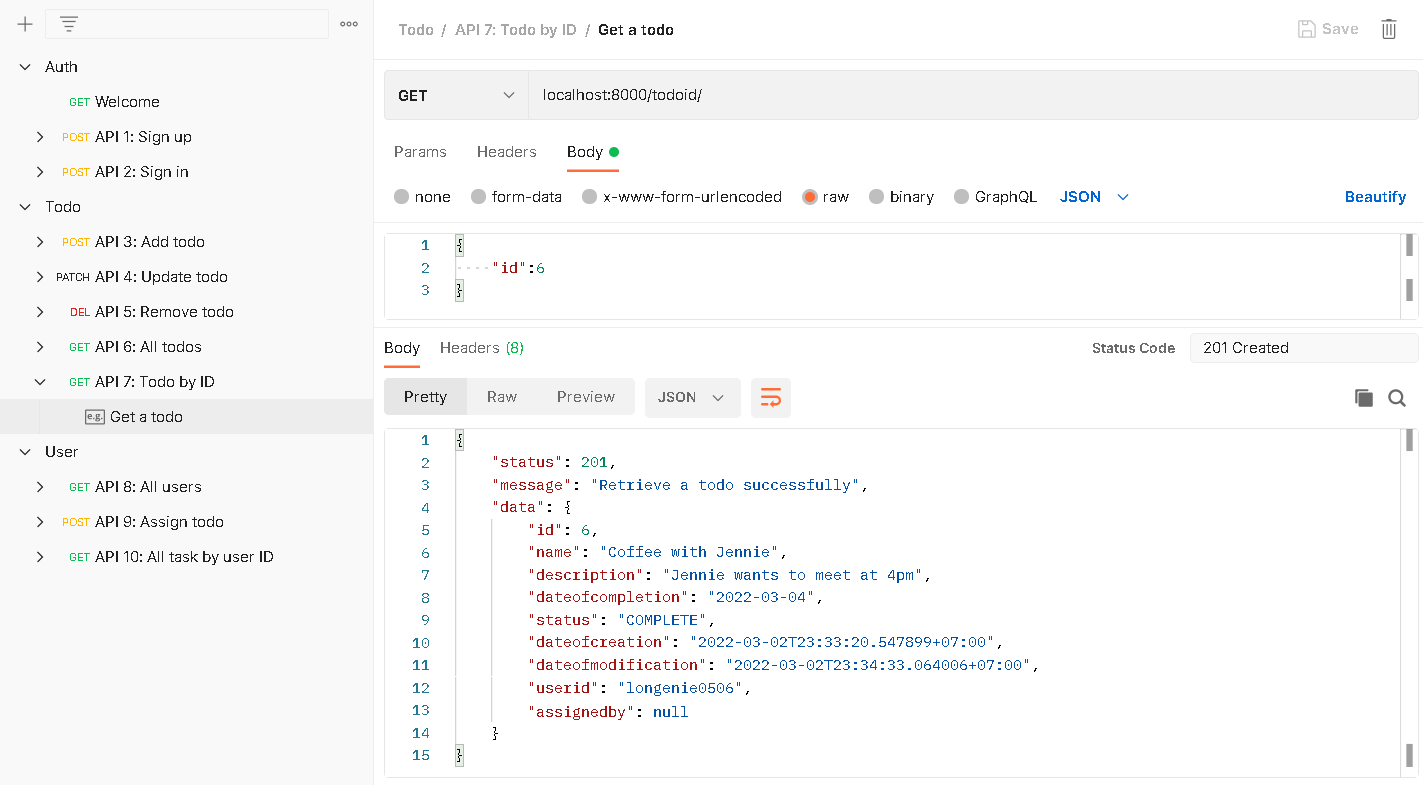 Auth
GET Welcome
POST API 1: Sign up
POST API 2: Sign in
Todo
POST API 3: Add todo
PATCH API 4: Update todo
DEL API 5: Remove todo
GET API 6: All todos
GET API 7: Todo by ID
e.g. Get a todo
User
GET API 8: All users
POST API 9: Assign todo
GET API 10: All task by user ID
Todo / API 7: Todo by ID / Get a todo
Save
GET localhost:8000/todoid/
Params Headers Body
none form-data x-www-form-urlencoded raw binary GraphQL JSON Beautify
1 {
2 ····"id":6
3 }
Body Headers (8) Status Code 201 Created
Pretty Raw Preview JSON
1 {
2 "status": 201,
3 "message": "Retrieve a todo successfully",
4 "data": {
5 "id": 6,
6 "name": "Coffee with Jennie",
7 "description": "Jennie wants to meet at 4pm",
8 "dateofcompletion": "2022-03-04",
9 "status": "COMPLETE",
10 "dateofcreation": "2022-03-02T23:33:20.547899+07:00",
11 "dateofmodification": "2022-03-02T23:34:33.064006+07:00",
12 "userid": "longenie0506",
13 "assignedby": null
14 }
15 }